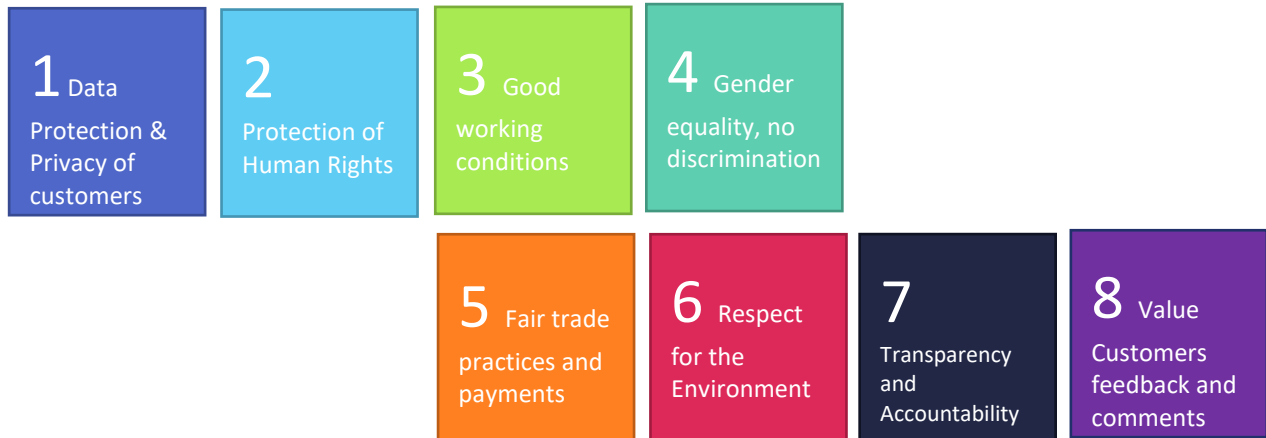 1 Data
Protection &
Privacy of
customers
2
Protection of
Human Rights
3 Good
working
conditions
4 Gender
equality, no
discrimination
5 Fair trade
practices and
payments
6 Respect
for the
Environment
7
Transparency
and
Accountability
8 Value
Customers
feedback and
comments